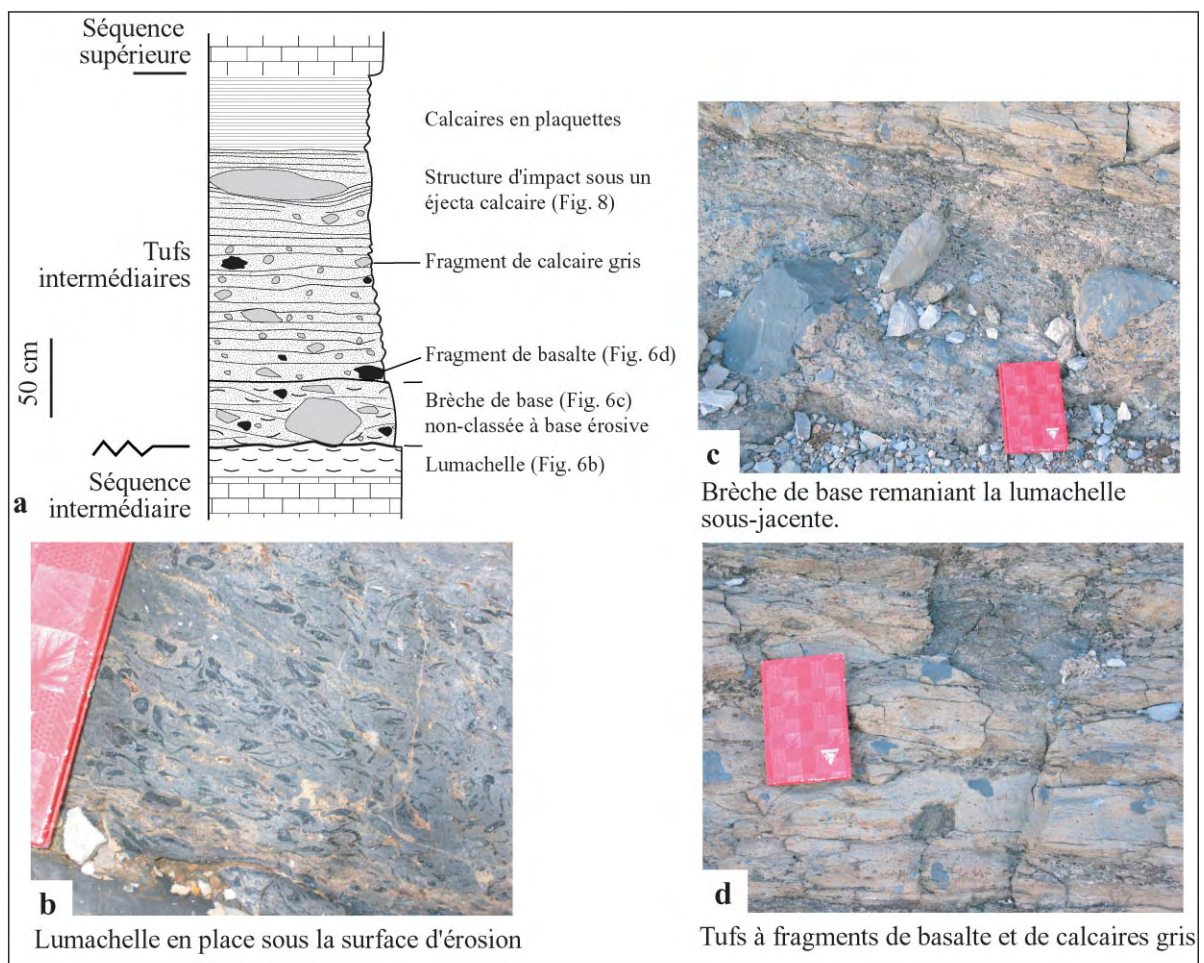 Séquence
supérieure
Calcaires en plaquettes
Structure d'impact sous un
éjecta calcaire (Fig. 8)
Tufs
intermédiaires
Fragment de calcaire gris
50 cm
Fragment de basalte (Fig. 6d)
Brèche de base (Fig. 6c)
non-classée à base érosive
Lumachelle (Fig. 6b)
a
Séquence
intermédiaire
c
Brèche de base remaniant la lumachelle
sous-jacente.
b
Lumachelle en place sous la surface d'érosion
d
Tufs à fragments de basalte et de calcaires gris